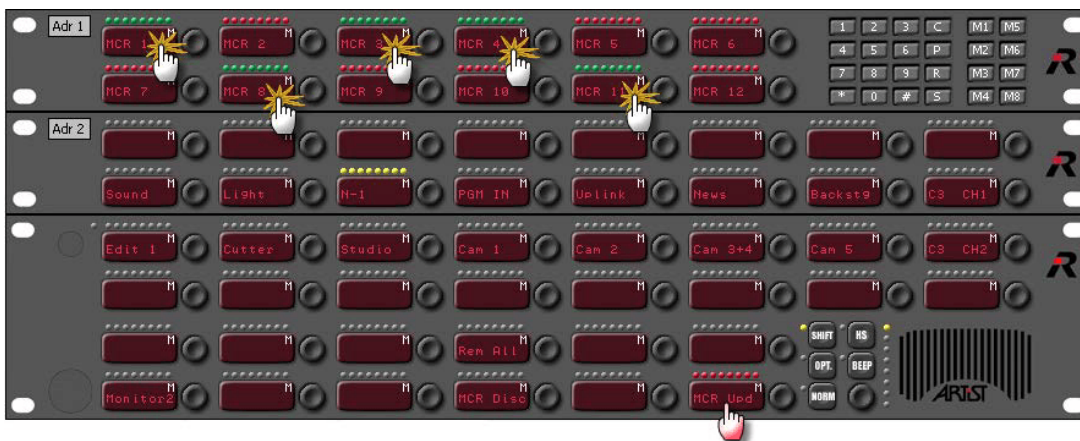 Adr 1
MCR 1 M MCR 2 M MCR 3 M MCR 4 M MCR 5 M MCR 6 M
1 2 3 C M1 M5
4 5 6 P M2 M6
MCR 7 M MCR 8 M MCR 9 M MCR 10 M MCR 11 M MCR 12 M
7 8 9 R M3 M7
* 0 # S M4 M8
R
Adr 2
M M M M M M M M
Sound M Light M N-1 M PGM IN M Uplink M News M Backstg M C3 CH1 M
R
Edit 1 M Cutter M Studio M Cam 1 M Cam 2 M Cam 3+4 M Cam 5 M C3 CH2 M
R
M M M M M M M M
M M M Rem All M M M
SHIFT HS
OPT. BEEP
Monitor2 M M M MCR Disc M M MCR Upd M
NORM
ARTIST